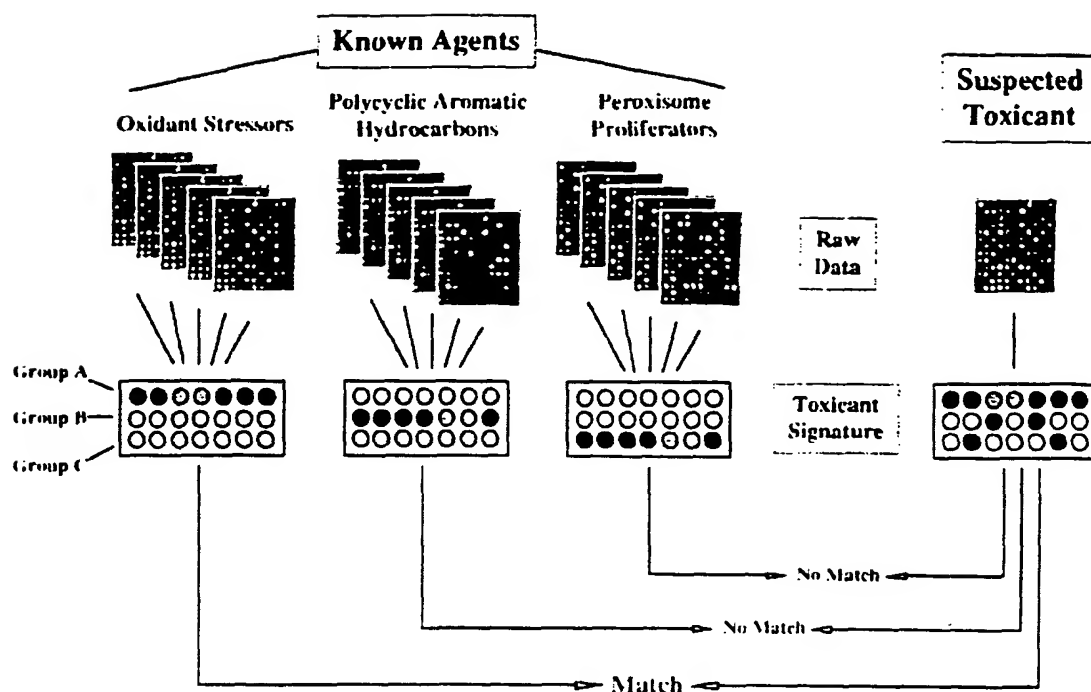 Known Agents
Suspected
Toxicant
Oxidant Stressors
Polycyclic Aromatic
Hydrocarbons
Peroxisome
Proliferators
Raw
Data
Group A
Group B
Group C
Toxicant
Signature
No Match
No Match
Match